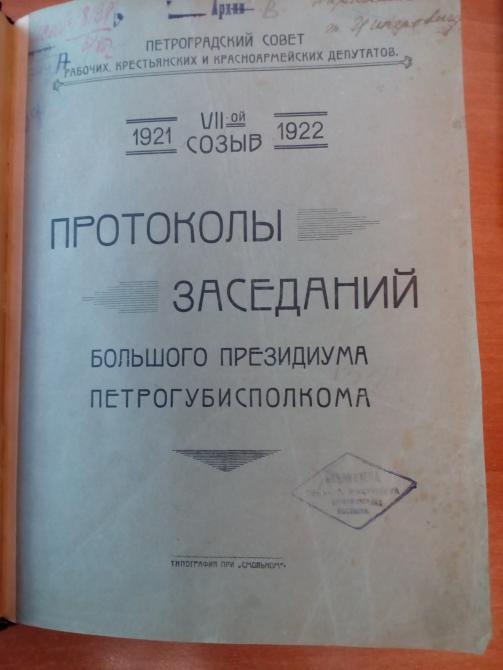 Архив
В
ПЕТРОГРАДСКИЙ СОВЕТ
РАБОЧИХ, КРЕСТЬЯНСКИХ И КРАСНОАРМЕЙСКИХ ДЕПУТАТОВ.
1921 VII-ОЙ СОЗЫВ 1922
ПРОТОКОЛЫ
ЗАСЕДАНИЙ
БОЛЬШОГО ПРЕЗИДИУМА
ПЕТРОГУБИСПОЛКОМА
ТИПОГРАФИЯ ПРИ „СМОЛЬНОМ".